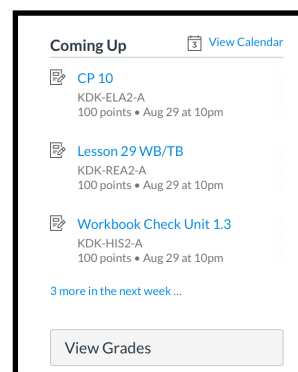 Coming Up
3
View Calendar
CP 10
KDK-ELA2-A
100 points • Aug 29 at 10pm
Lesson 29 WB/TB
KDK-REA2-A
100 points • Aug 29 at 10pm
Workbook Check Unit 1.3
KDK-HIS2-A
100 points • Aug 29 at 10pm
3 more in the next week ...
View Grades